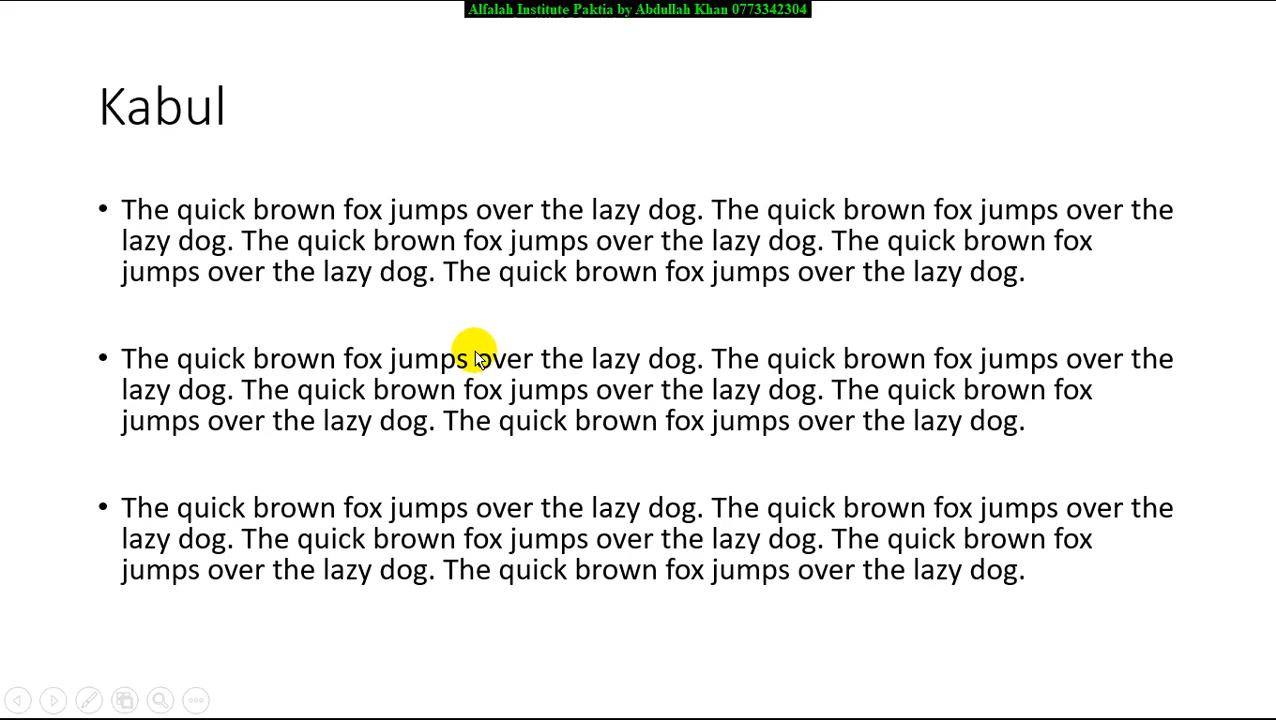 Alfalah Institute Paktia by Abdullah Khan 0773342304
Kabul
• The quick brown fox jumps over the lazy dog. The quick brown fox jumps over the
lazy dog. The quick brown fox jumps over the lazy dog. The quick brown fox
jumps over the lazy dog. The quick brown fox jumps over the lazy dog.
• The quick brown fox jumps over the lazy dog. The quick brown fox jumps over the
lazy dog. The quick brown fox jumps over the lazy dog. The quick brown fox
jumps over the lazy dog. The quick brown fox jumps over the lazy dog.
• The quick brown fox jumps over the lazy dog. The quick brown fox jumps over the
lazy dog. The quick brown fox jumps over the lazy dog. The quick brown fox
jumps over the lazy dog. The quick brown fox jumps over the lazy dog.